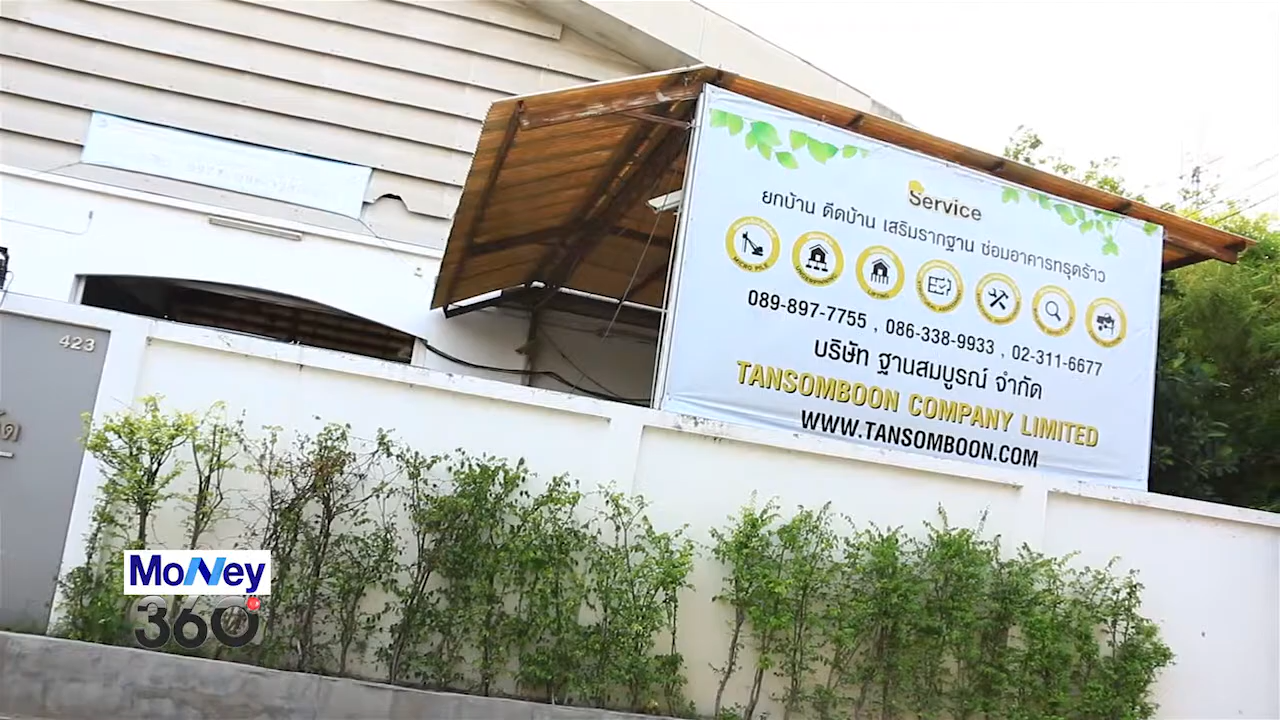 Service
ยกบ้าน ดีดบ้าน เสริมรากฐาน ซ่อมอาคารทรุดร้าว
MICRO PILE
089-897-7755 , 086-338-9933 , 02-311-6677
บริษัท ฐานสมบูรณ์ จำกัด
TANSOMBOON COMPANY LIMITED
WWW.TANSOMBOON.COM
423
Money
360°